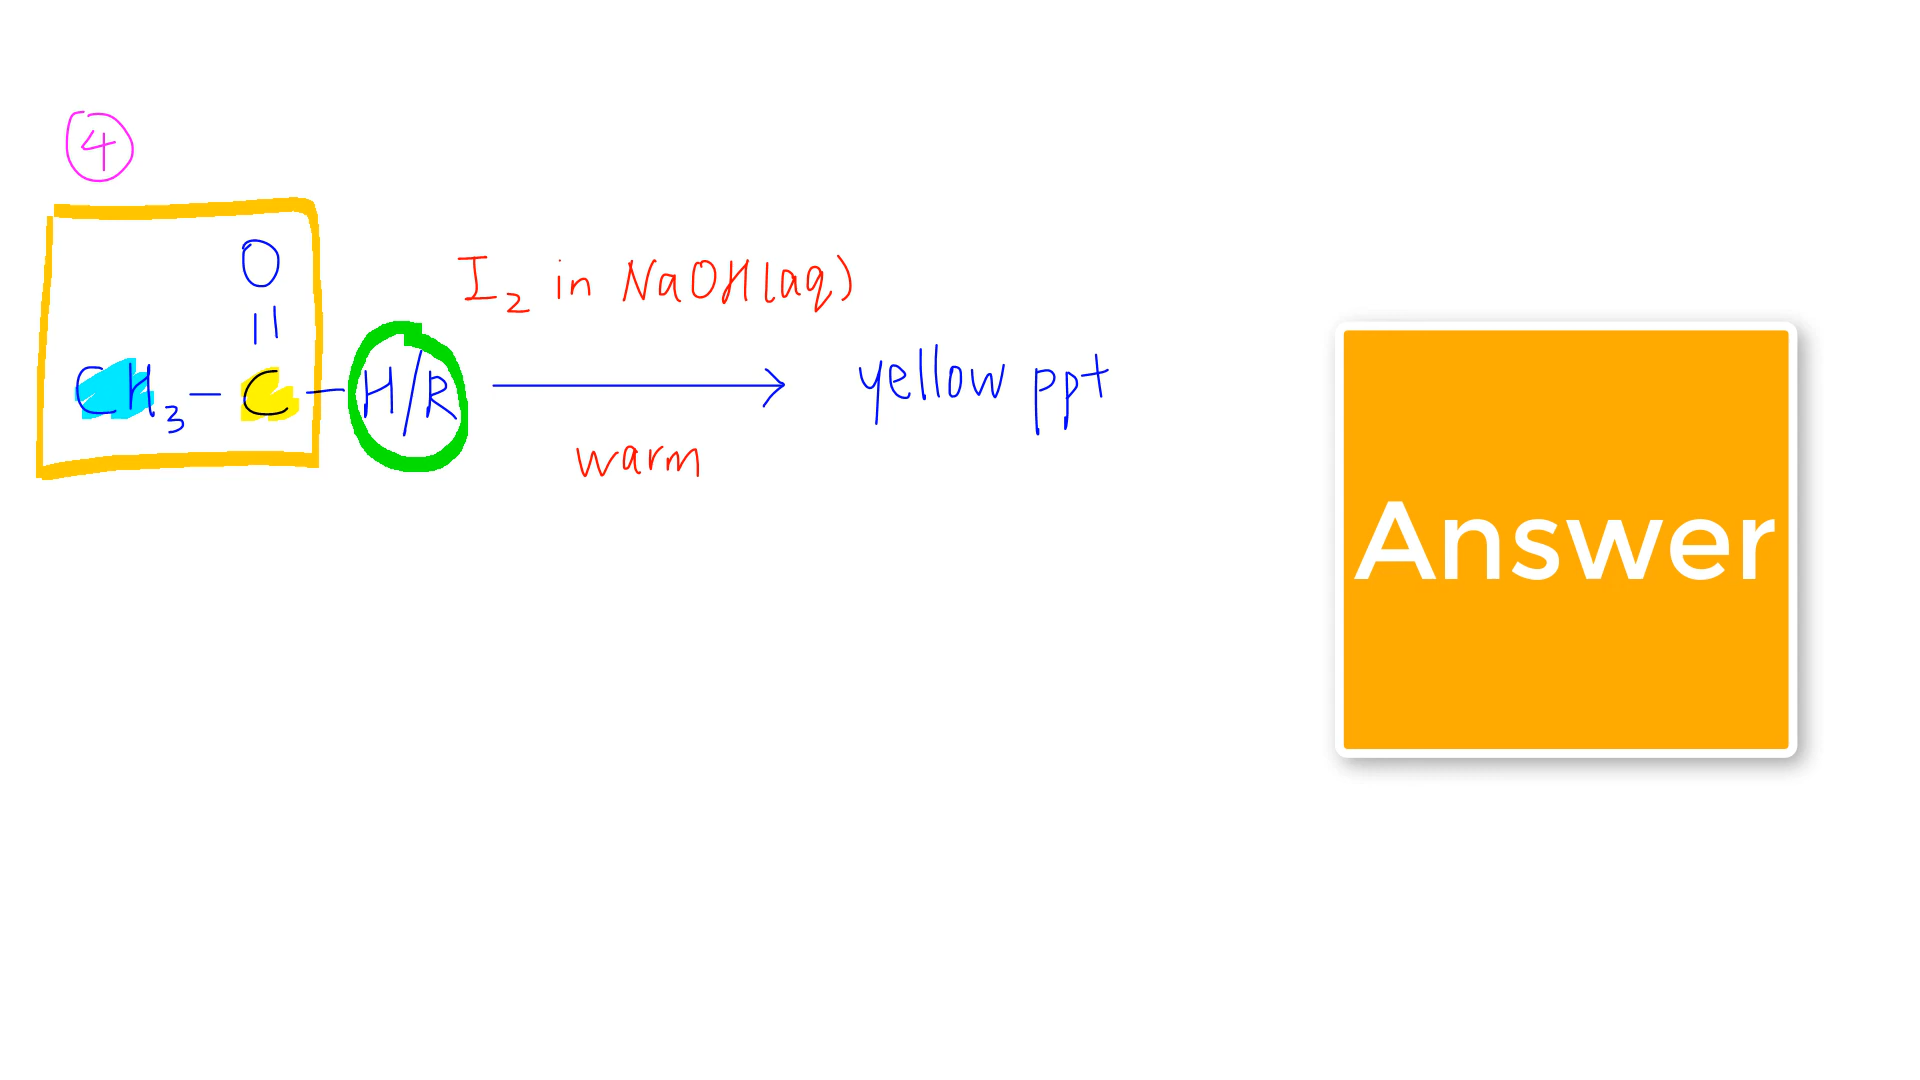 4
O
||
I₂ in NaOH(aq)
CH₃ – C – H/R → yellow ppt
warm
Answer